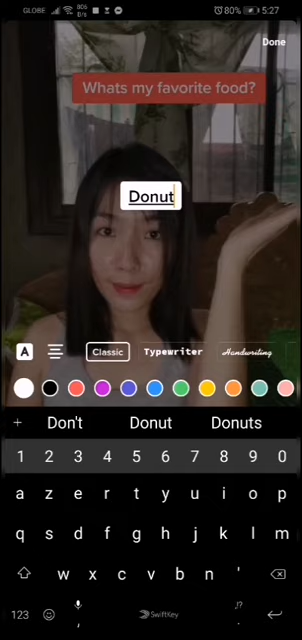 GLOBE 80% 5:27
Done
Whats my favorite food?
Donut
A Classic Typewriter Handwriting
+ Don't Donut Donuts
1 2 3 4 5 6 7 8 9 0
a z e r t y u i o p
q s d f g h j k l m
w x c v b n '
123 , SwiftKey .!?